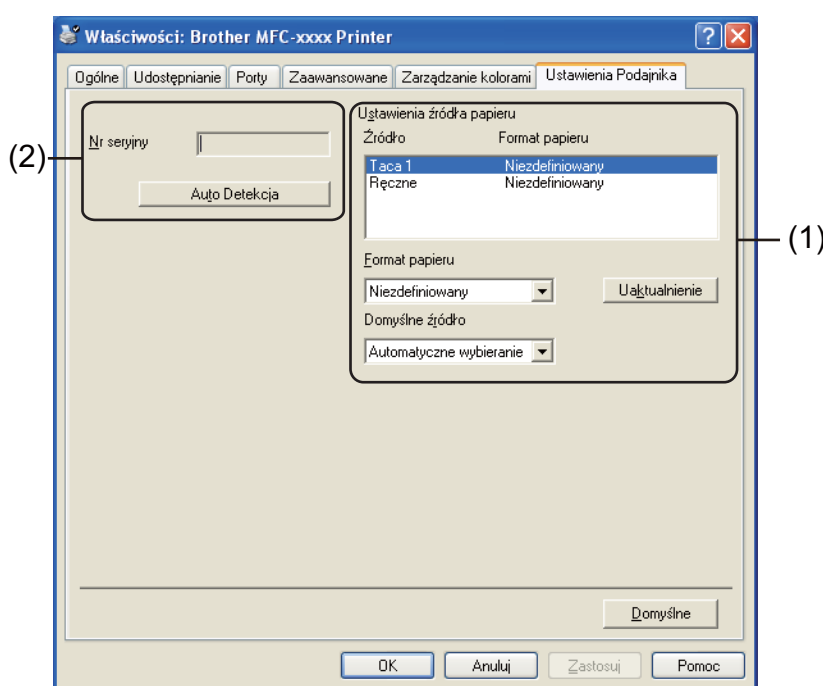 Właściwości: Brother MFC-xxxx Printer
Ogólne Udostępnianie Porty Zaawansowane Zarządzanie kolorami Ustawienia Podajnika
(2)
Nr seryjny
Auto Detekcja
Ustawienia źródła papieru
Źródło Format papieru
Taca 1 Niezdefiniowany
Ręczne Niezdefiniowany
(1)
Format papieru
Niezdefiniowany Uaktualnienie
Domyślne źródło
Automatyczne wybieranie
Domyślne
OK Anuluj Zastosuj Pomoc